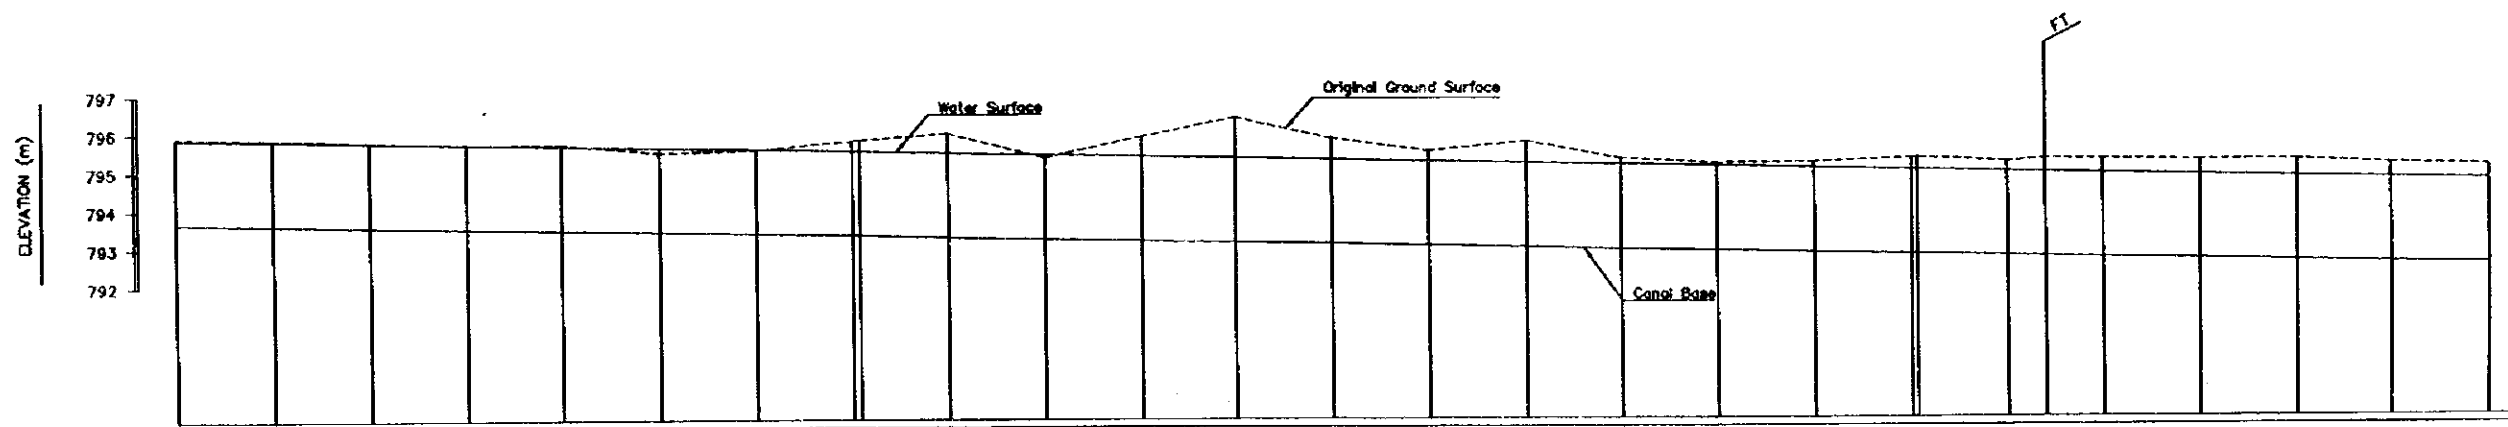 FT
Original Ground Surface
Water Surface
797
796
795
794
793
792
ELEVATION (m)
Canal Base